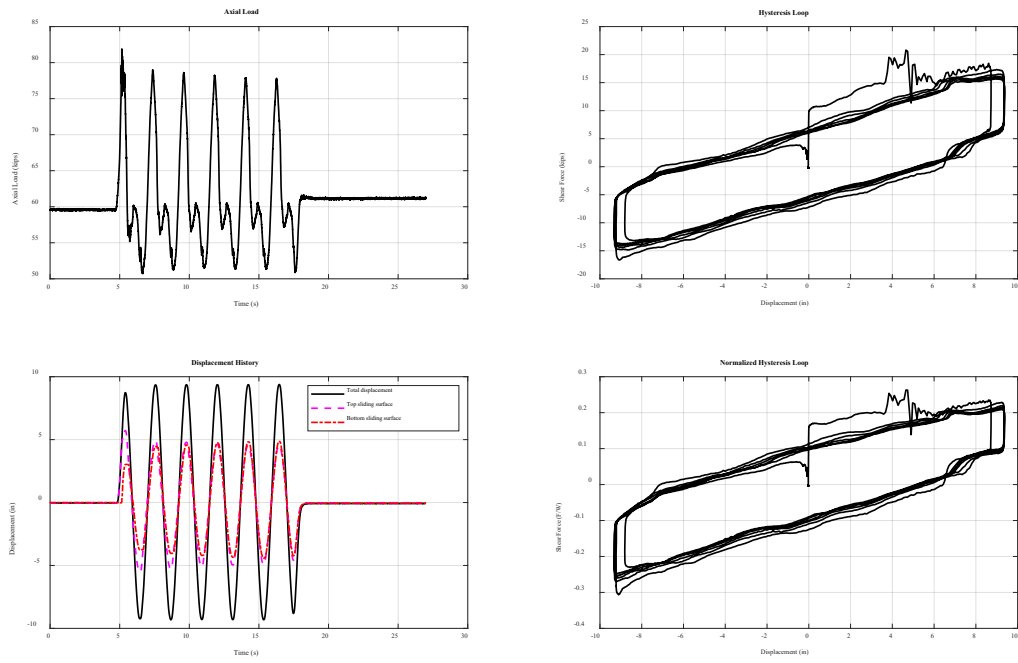 Axial Load
85
80
75
70
65
60
55
50
Axial Load (kips)
0 5 10 15 20 25 30
Time (s)
Hysteresis Loop
25
20
15
10
5
0
-5
-10
-15
-20
Shear Force (kips)
-10 -8 -6 -4 -2 0 2 4 6 8 10
Displacement (in)
Displacement History
10
5
0
-5
-10
Displacement (in)
Total displacement
Top sliding surface
Bottom sliding surface
0 5 10 15 20 25 30
Time (s)
Normalized Hysteresis Loop
0.3
0.2
0.1
0
-0.1
-0.2
-0.3
-0.4
Shear Force (F/W)
-10 -8 -6 -4 -2 0 2 4 6 8 10
Displacement (in)